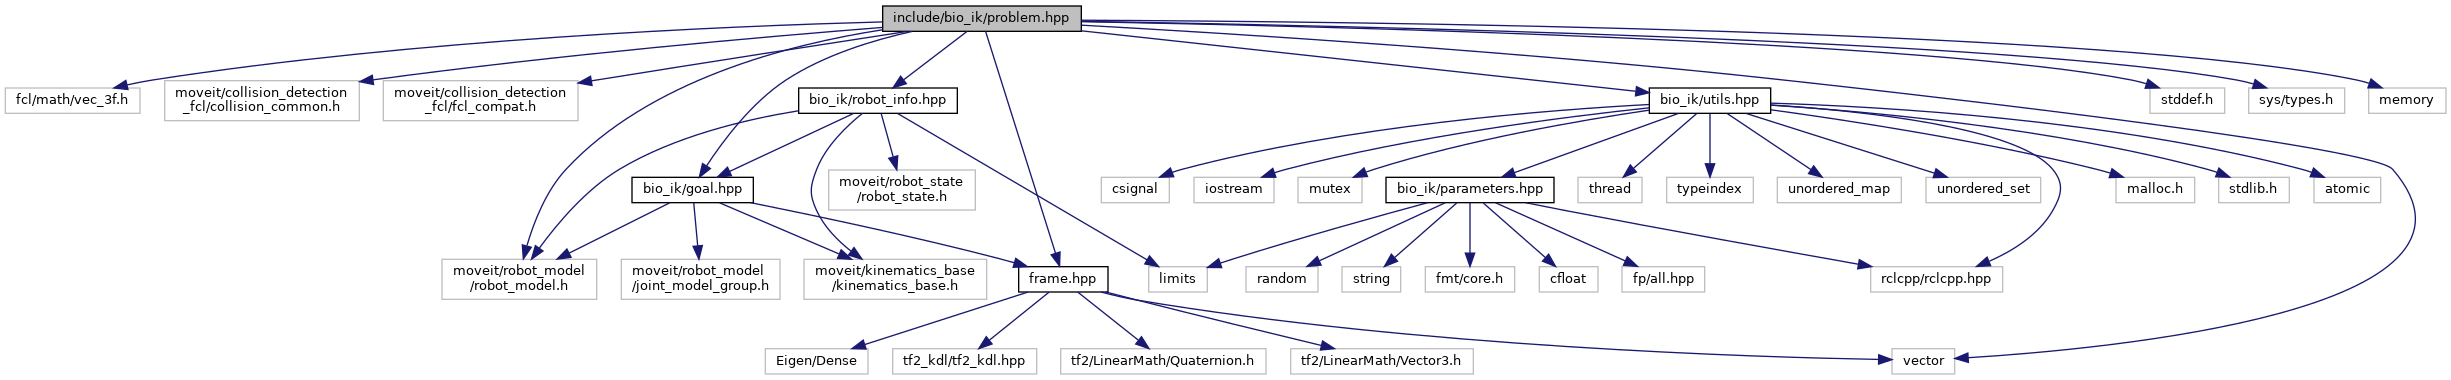 include/bio_ik/problem.hpp
fcl/math/vec_3f.h
moveit/collision_detection
_fcl/collision_common.h
moveit/collision_detection
_fcl/fcl_compat.h
bio_ik/robot_info.hpp
bio_ik/utils.hpp
stddef.h
sys/types.h
memory
bio_ik/goal.hpp
moveit/robot_state
/robot_state.h
csignal
iostream
mutex
bio_ik/parameters.hpp
thread
typeindex
unordered_map
unordered_set
malloc.h
stdlib.h
atomic
moveit/robot_model
/robot_model.h
moveit/robot_model
/joint_model_group.h
moveit/kinematics_base
/kinematics_base.h
frame.hpp
limits
random
string
fmt/core.h
cfloat
fp/all.hpp
rclcpp/rclcpp.hpp
Eigen/Dense
tf2_kdl/tf2_kdl.hpp
tf2/LinearMath/Quaternion.h
tf2/LinearMath/Vector3.h
vector